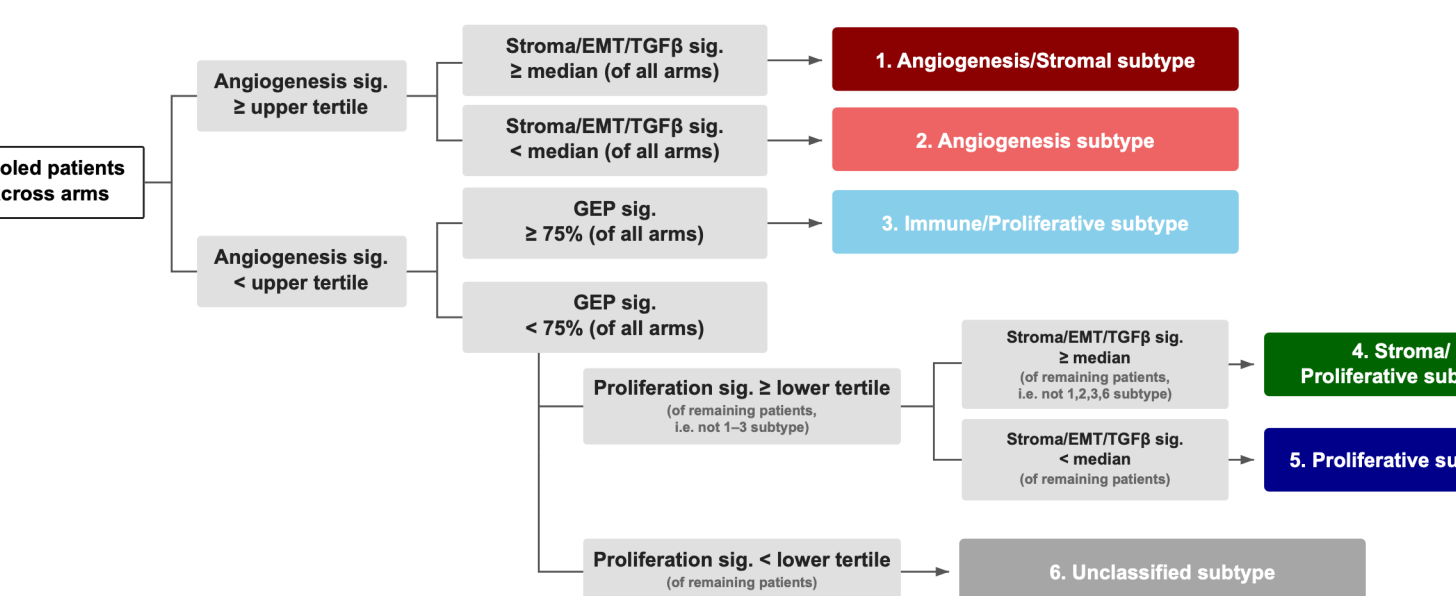 oled patients
cross arms
Angiogenesis sig.
≥ upper tertile
Angiogenesis sig.
< upper tertile
Stroma/EMT/TGFβ sig.
≥ median (of all arms)
Stroma/EMT/TGFβ sig.
< median (of all arms)
GEP sig.
≥ 75% (of all arms)
GEP sig.
< 75% (of all arms)
1. Angiogenesis/Stromal subtype
2. Angiogenesis subtype
3. Immune/Proliferative subtype
Proliferation sig. ≥ lower tertile
(of remaining patients,
i.e. not 1–3 subtype)
Stroma/EMT/TGFβ sig.
≥ median
(of remaining patients,
i.e. not 1,2,3,6 subtype)
Stroma/EMT/TGFβ sig.
< median
(of remaining patients)
4. Stroma/
Proliferative sub
5. Proliferative su
Proliferation sig. < lower tertile
(of remaining patients)
6. Unclassified subtype